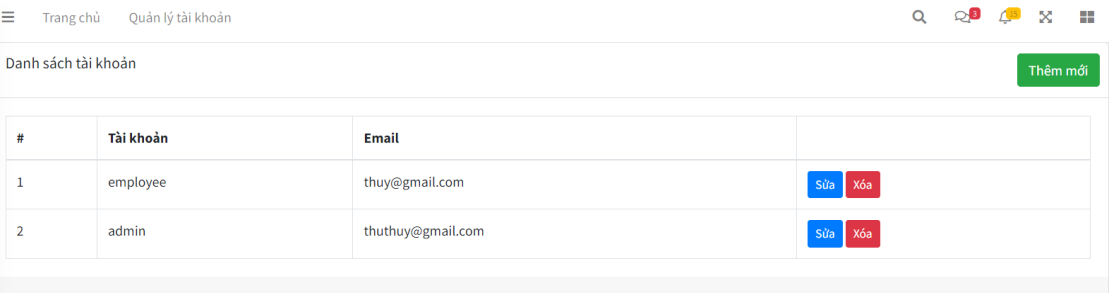 Trang chủ Quản lý tài khoản 3 15
Danh sách tài khoản Thêm mới
# Tài khoản Email
1 employee thuy@gmail.com Sửa Xóa
2 admin thuthuy@gmail.com Sửa Xóa